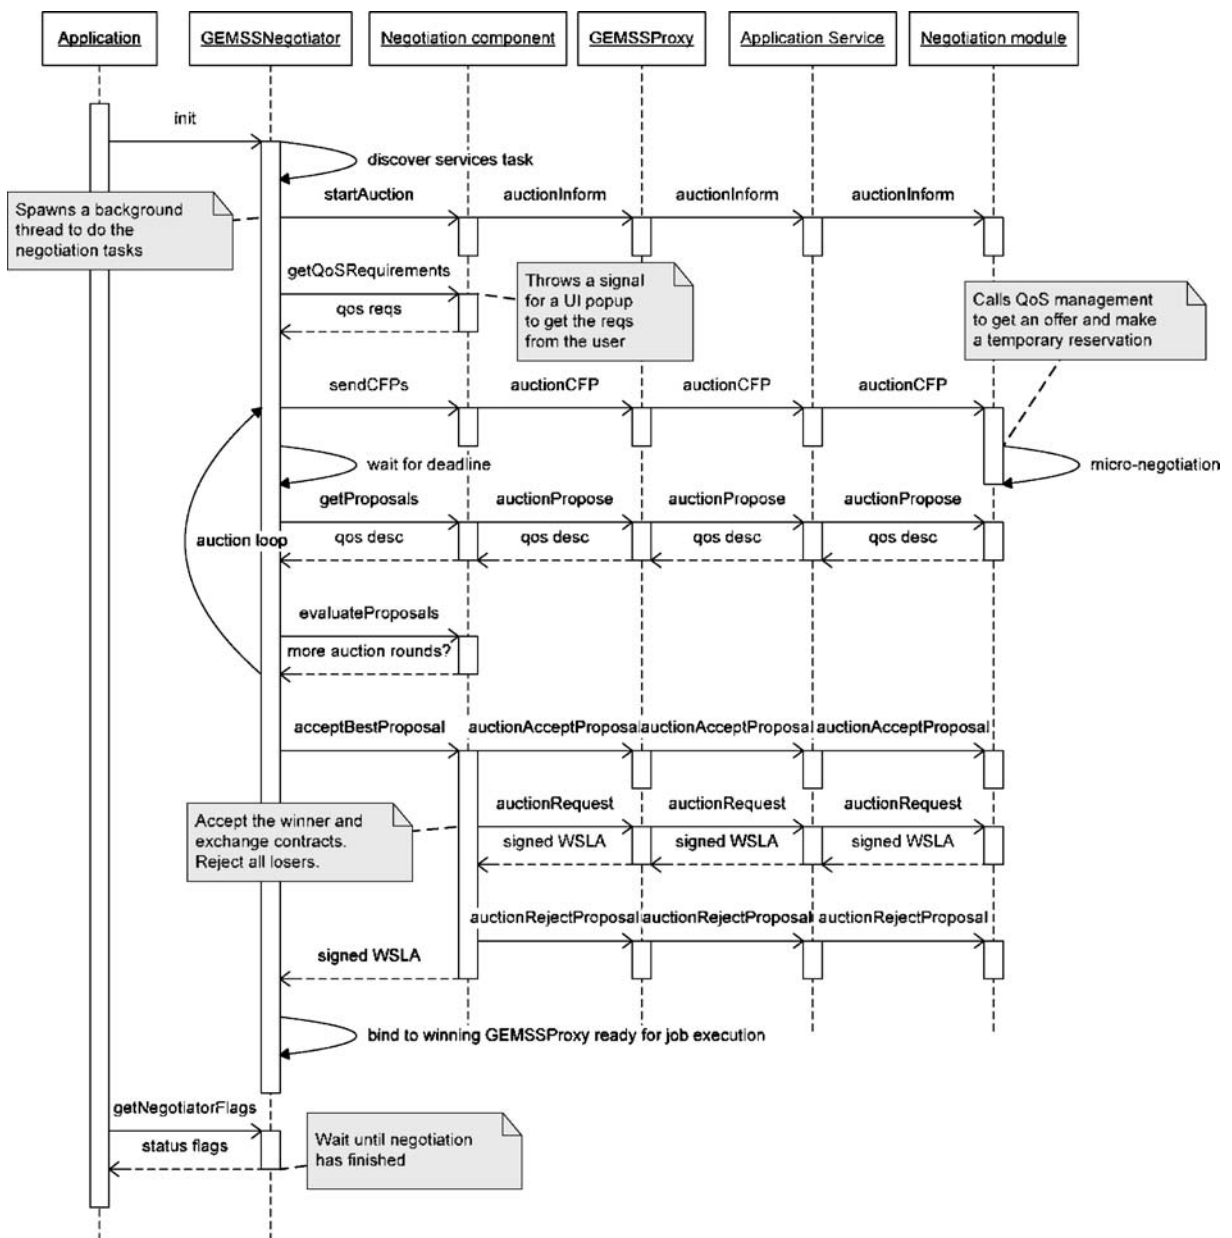 Application
GEMSSNegotiator
Negotiation component
GEMSSProxy
Application Service
Negotiation module
init
discover services task
Spawns a background
thread to do the
negotiation tasks
startAuction
auctionInform
auctionInform
auctionInform
getQoSRequirements
qos reqs
Throws a signal
for a UI popup
to get the reqs
from the user
Calls QoS management
to get an offer and make
a temporary reservation
sendCFPs
auctionCFP
auctionCFP
auctionCFP
wait for deadline
micro-negotiation
getProposals
auctionPropose
auctionPropose
auctionPropose
auction loop
qos desc
qos desc
qos desc
qos desc
evaluateProposals
more auction rounds?
acceptBestProposal
auctionAcceptProposal
auctionAcceptProposal
auctionAcceptProposal
Accept the winner and
exchange contracts.
Reject all losers.
auctionRequest
auctionRequest
auctionRequest
signed WSLA
signed WSLA
signed WSLA
auctionRejectProposal
auctionRejectProposal
auctionRejectProposal
signed WSLA
bind to winning GEMSSProxy ready for job execution
getNegotiatorFlags
status flags
Wait until negotiation
has finished